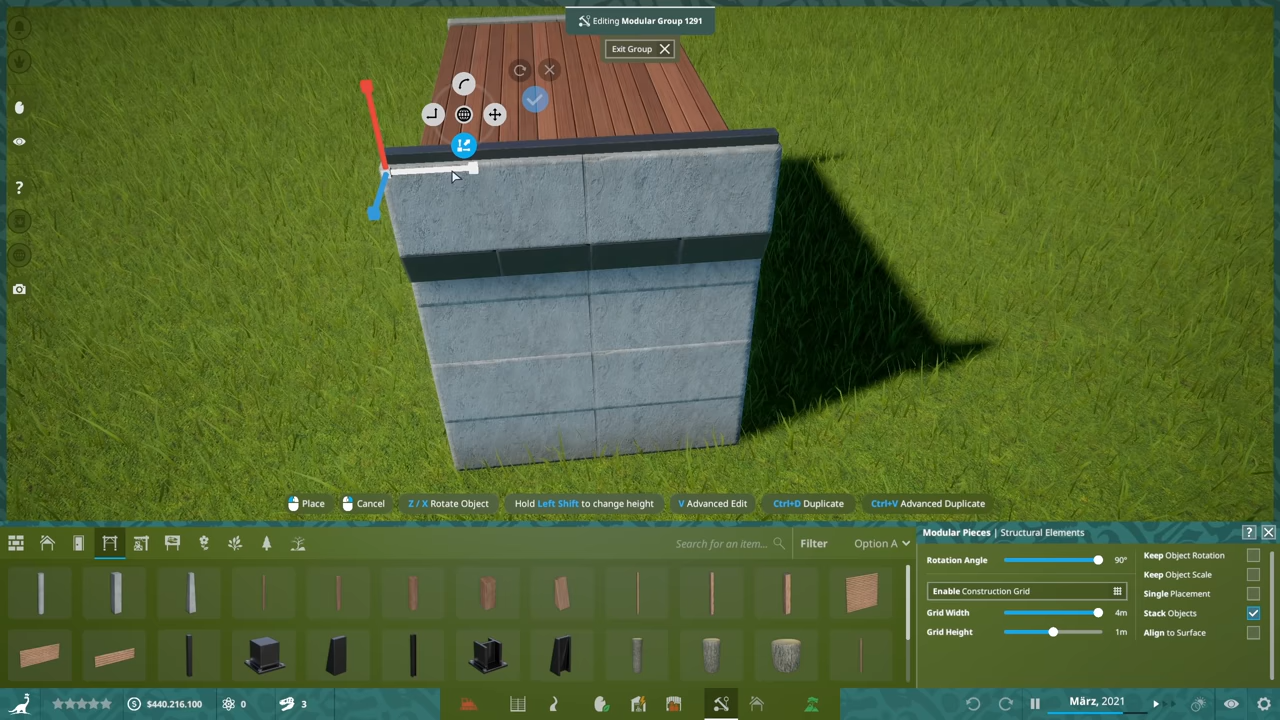 Editing Modular Group 1291
Exit Group
Place
Cancel
Z / X Rotate Object
Hold Left Shift to change height
V Advanced Edit
Ctrl+D Duplicate
Ctrl+V Advanced Duplicate
Search for an item...
Filter
Option A
Modular Pieces | Structural Elements
?
Rotation Angle
90°
Enable Construction Grid
Grid Width
4m
Grid Height
1m
Keep Object Rotation
Keep Object Scale
Single Placement
Stack Objects
Align to Surface
?
$440.216.100
0
3
März, 2021